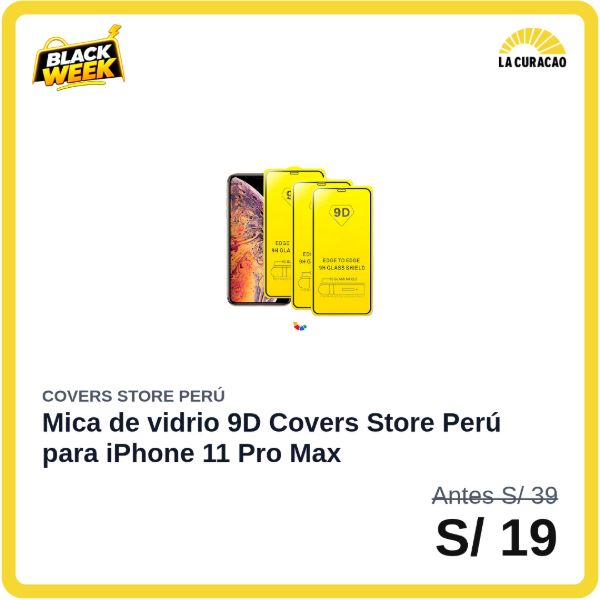 BLACK
WEEK
LA CURACAO
9D
EDGE TO EDGE
9H GLASS SHIELD
COVERS STORE PERÚ
Mica de vidrio 9D Covers Store Perú
para iPhone 11 Pro Max
Antes S/ 39
S/ 19